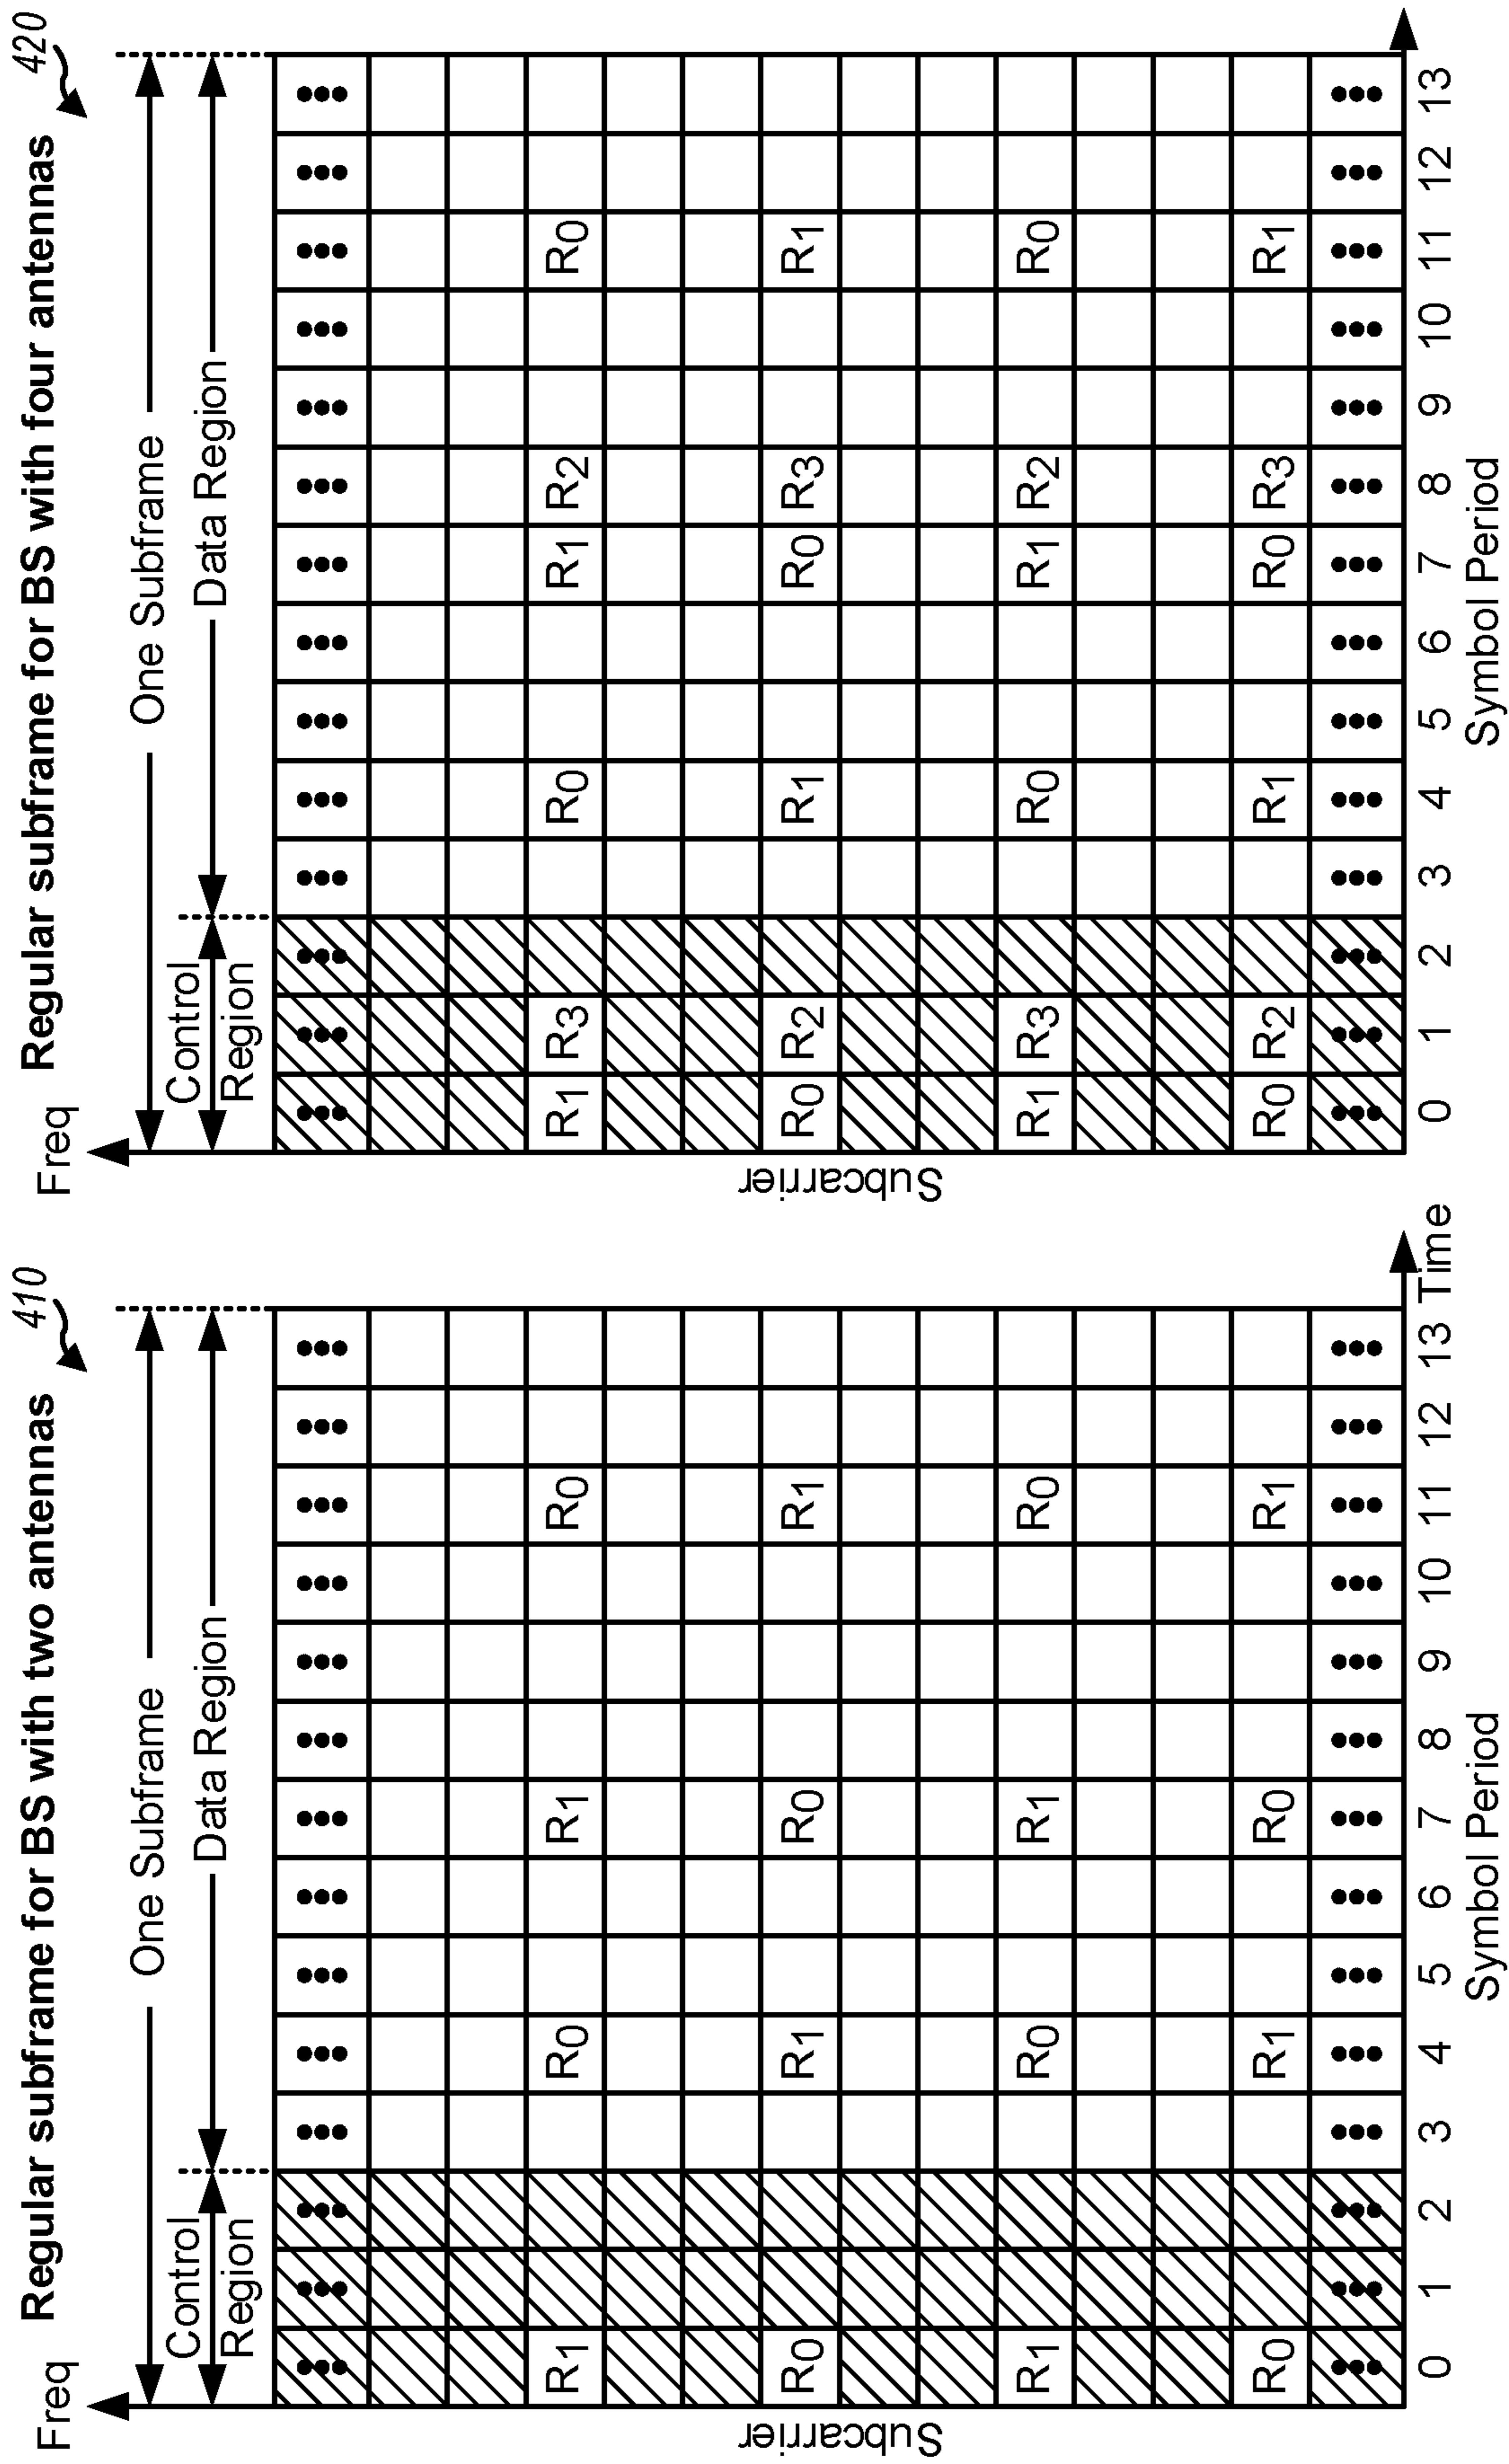 Regular subframe for BS with two antennas
410
Freq
One Subframe
Control
Region
Data Region
Subcarrier
R1 R0 R1 R0 
R0 R1 R0 R1
R1 R0 R1 R0
R0 R1 R0 R1
0 1 2 3 4 5 6 7 8 9 10 11 12 13
Time
Symbol Period
Regular subframe for BS with four antennas
420
Freq
One Subframe
Control
Region
Data Region
Subcarrier
R1 R0 R1 R0
R3 R2 R3 R2
R0 R1 R0 R1
R1 R0 R1 R0
R2 R3 R2 R3
R0 R1 R0 R1
0 1 2 3 4 5 6 7 8 9 10 11 12 13
Symbol Period